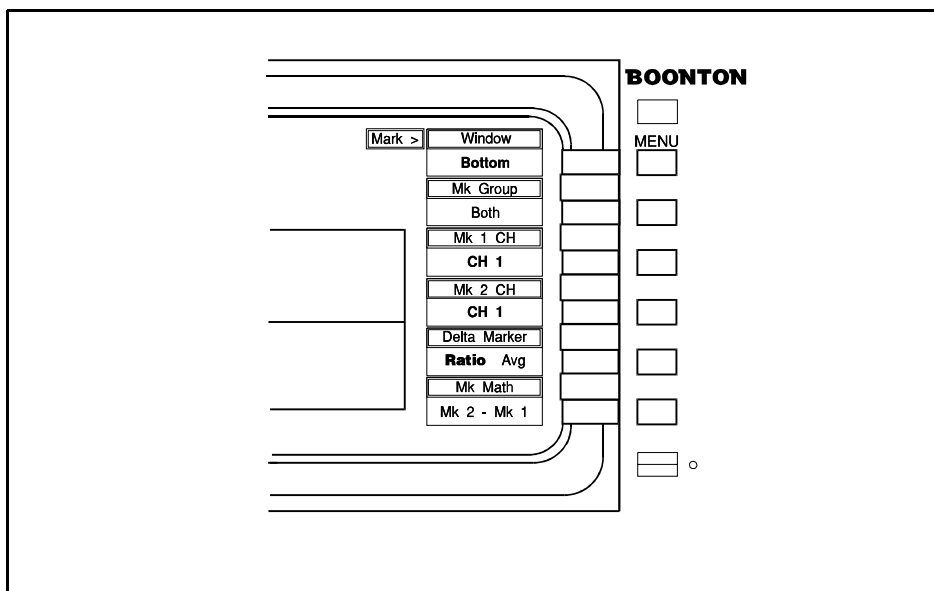 BOONTON
MENU
Mark > Window
Bottom
Mk Group
Both
Mk 1 CH
CH 1
Mk 2 CH
CH 1
Delta Marker
Ratio Avg
Mk Math
Mk 2 - Mk 1